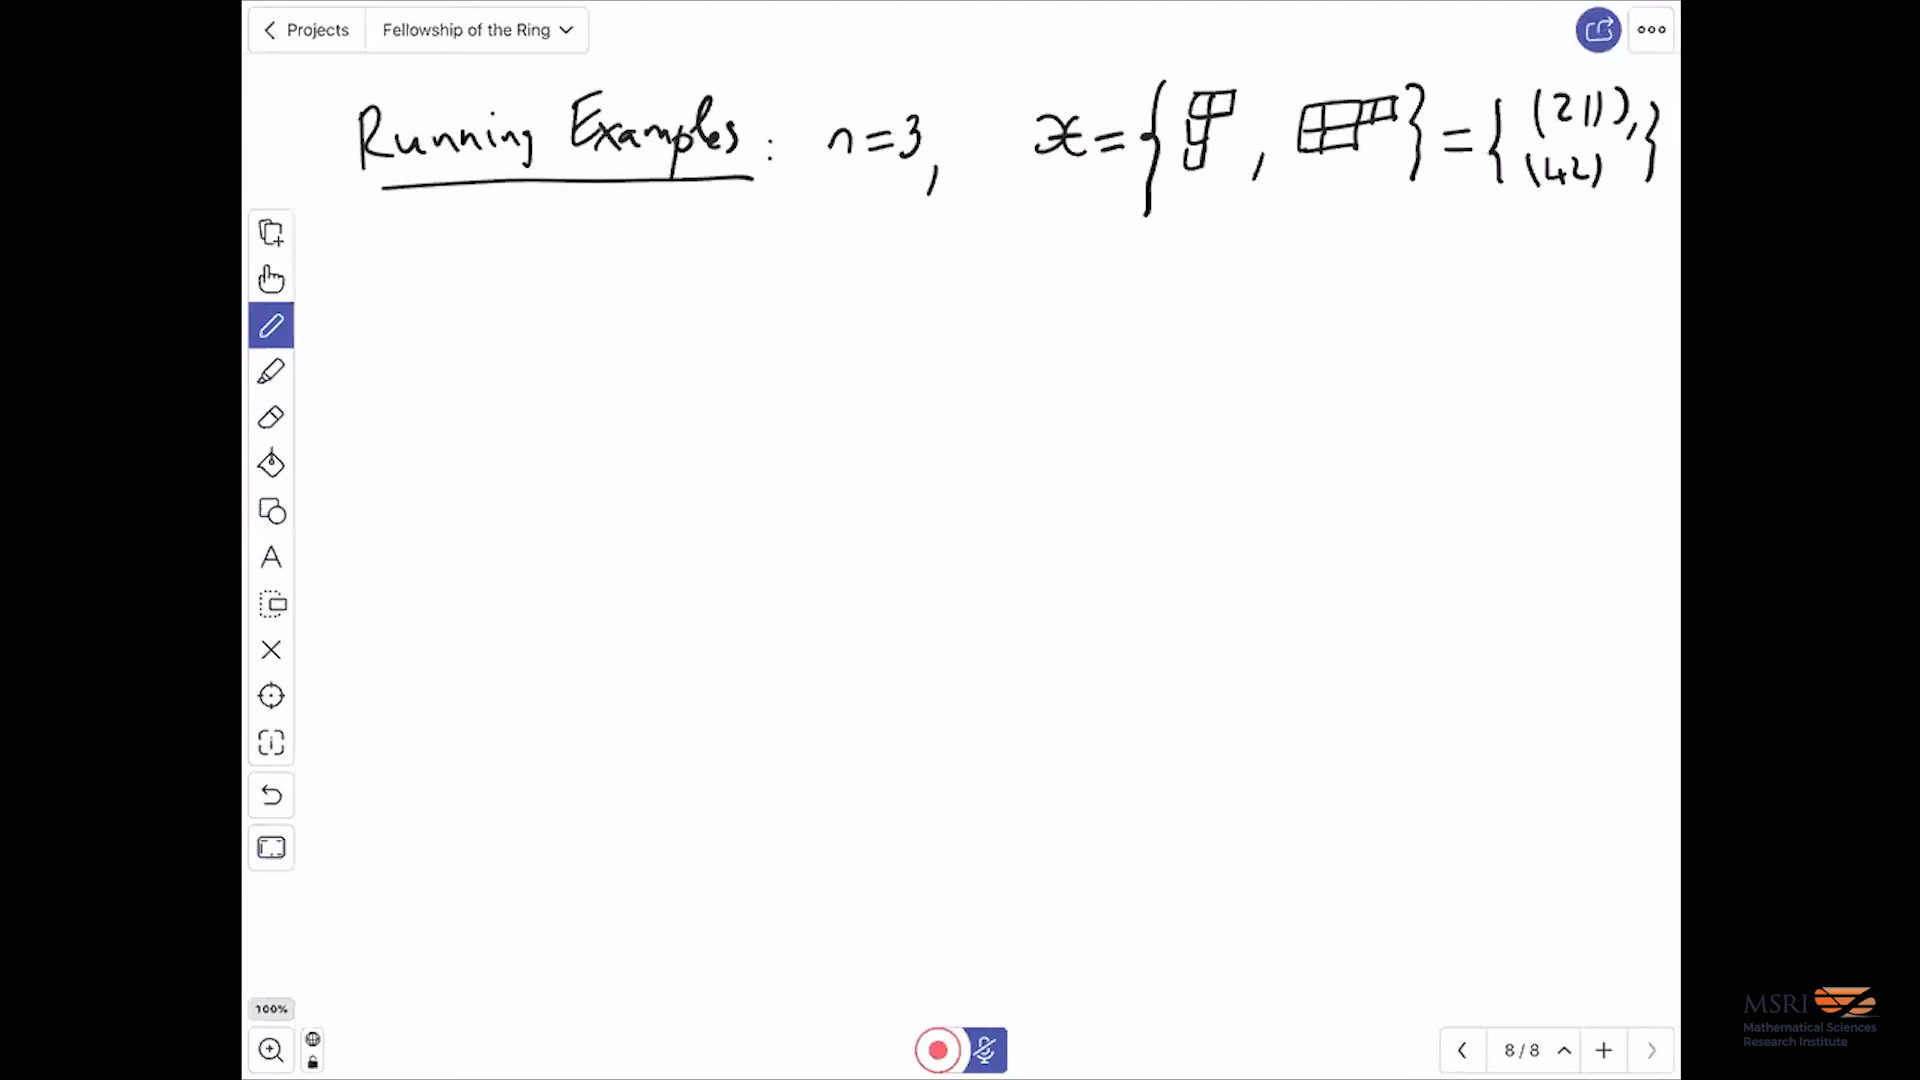 Projects
Fellowship of the Ring
Running Examples: n=3, 𝒳={ , }={(211), (42)}
A
100%
8/8
MSRI
Mathematical Sciences
Research Institute